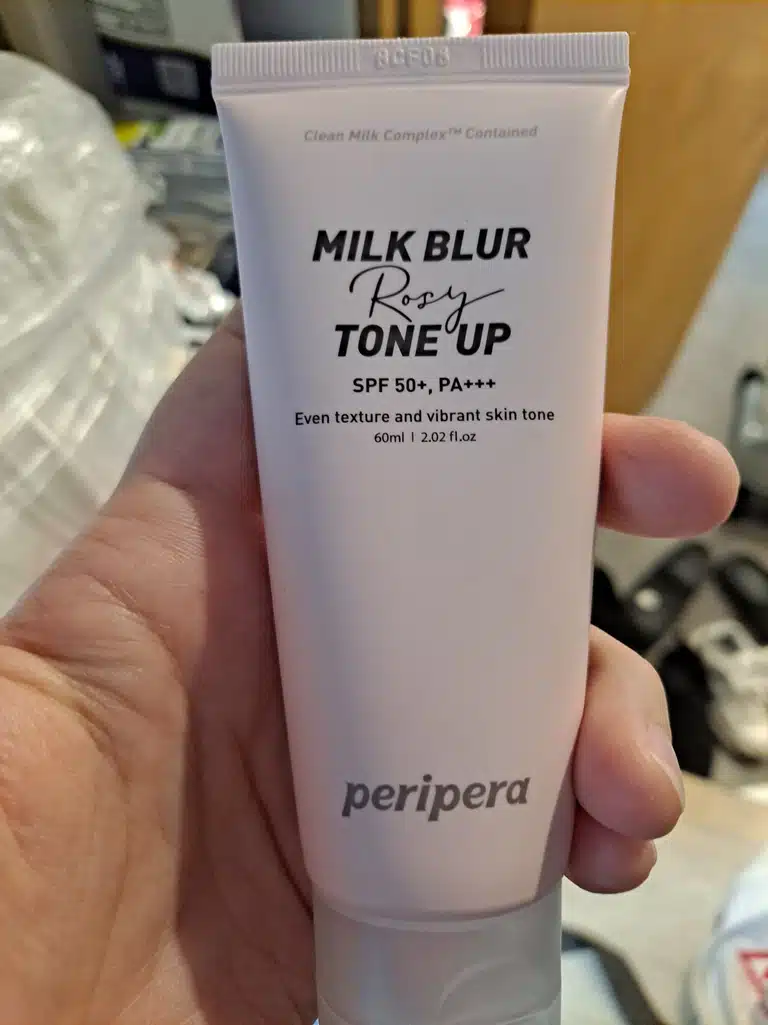 Clean Milk Complex™ Contained
MILK BLUR
Rosy
TONE UP
SPF 50+, PA+++
Even texture and vibrant skin tone
60ml | 2.02 fl.oz
peripera